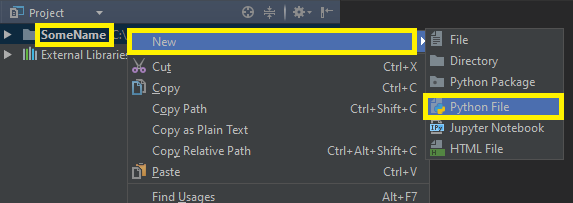 Project
SomeName C:\
External Libraries
New
Cut Ctrl+X
Copy Ctrl+C
Copy Path Ctrl+Shift+C
Copy as Plain Text
Copy Relative Path Ctrl+Alt+Shift+C
Paste Ctrl+V
Find Usages Alt+F7
File
Directory
Python Package
Python File
Jupyter Notebook
HTML File